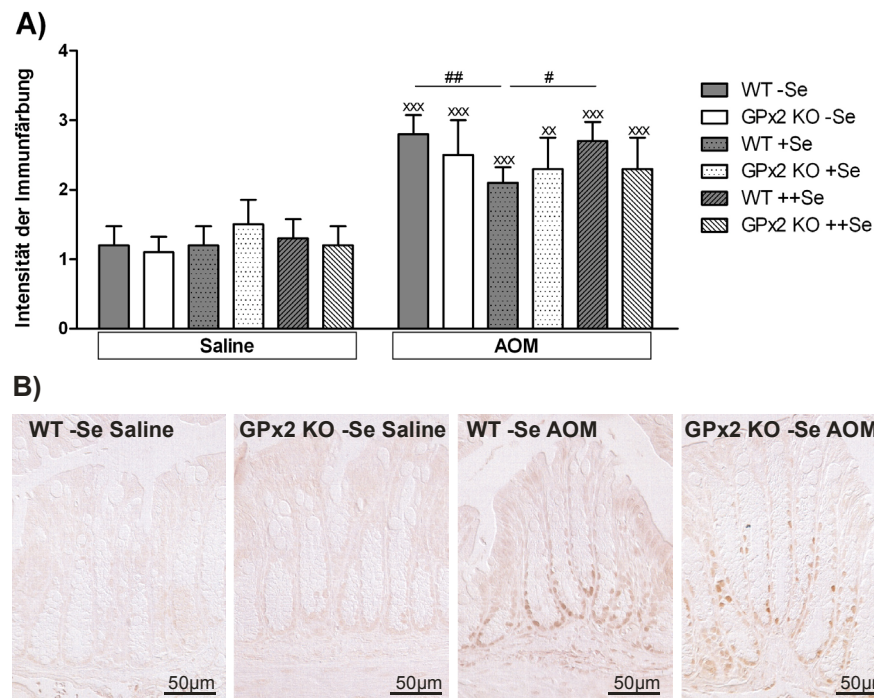 A)
Intensität der Immunfärbung
4
3
2
1
0
## #
xxx xxx xxx xx xxx xxx
Saline AOM
WT -Se
GPx2 KO -Se
WT +Se
GPx2 KO +Se
WT ++Se
GPx2 KO ++Se
B)
WT -Se Saline GPx2 KO -Se Saline WT -Se AOM GPx2 KO -Se AOM
50µm 50µm 50µm 50µm